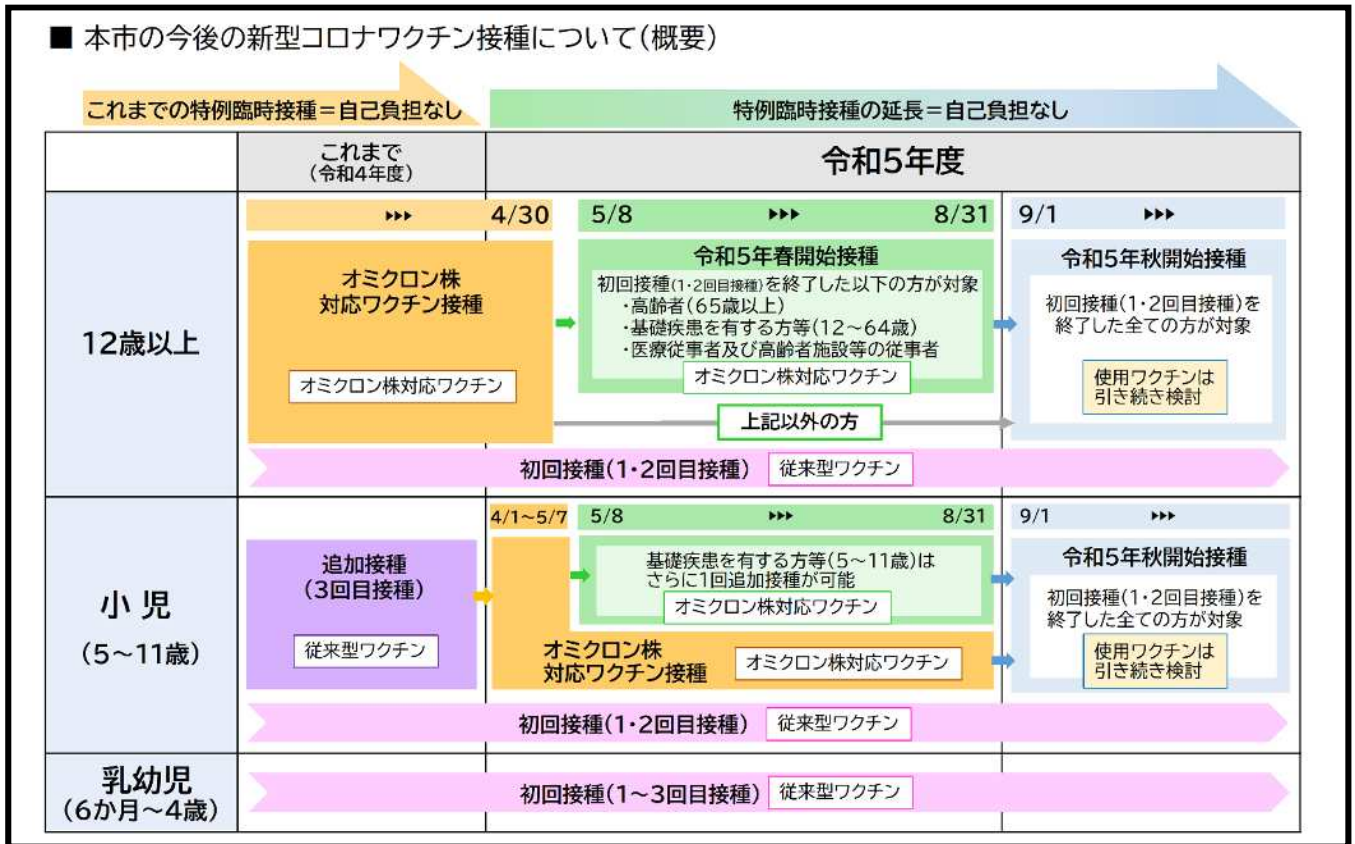 ■ 本市の今後の新型コロナワクチン接種について(概要)
これまでの特例臨時接種=自己負担なし
特例臨時接種の延長=自己負担なし
これまで
(令和4年度)
令和5年度
12歳以上
▸▸▸ 4/30
5/8 ▸▸▸ 8/31
9/1 ▸▸▸
オミクロン株
対応ワクチン接種
オミクロン株対応ワクチン
令和5年春開始接種
初回接種(1・2回目接種)を終了した以下の方が対象
・高齢者(65歳以上)
・基礎疾患を有する方等(12~64歳)
・医療従事者及び高齢者施設等の従事者
オミクロン株対応ワクチン
上記以外の方
令和5年秋開始接種
初回接種(1・2回目接種)を
終了した全ての方が対象
使用ワクチンは
引き続き検討
初回接種(1・2回目接種) 従来型ワクチン
小児
(5~11歳)
4/1~5/7
5/8 ▸▸▸ 8/31
9/1 ▸▸▸
追加接種
(3回目接種)
従来型ワクチン
基礎疾患を有する方等(5~11歳)は
さらに1回追加接種が可能
オミクロン株対応ワクチン
オミクロン株
対応ワクチン接種
オミクロン株対応ワクチン
令和5年秋開始接種
初回接種(1・2回目接種)を
終了した全ての方が対象
使用ワクチンは
引き続き検討
初回接種(1・2回目接種) 従来型ワクチン
乳幼児
(6か月~4歳)
初回接種(1~3回目接種) 従来型ワクチン